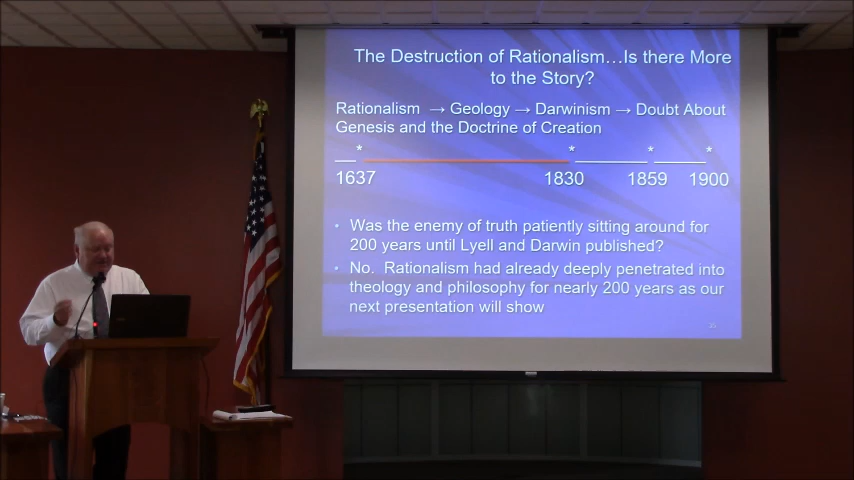 The Destruction of Rationalism…Is there More
to the Story?
Rationalism → Geology → Darwinism → Doubt About
Genesis and the Doctrine of Creation
* * * *
1637 1830 1859 1900
• Was the enemy of truth patiently sitting around for
200 years until Lyell and Darwin published?
• No. Rationalism had already deeply penetrated into
theology and philosophy for nearly 200 years as our
next presentation will show